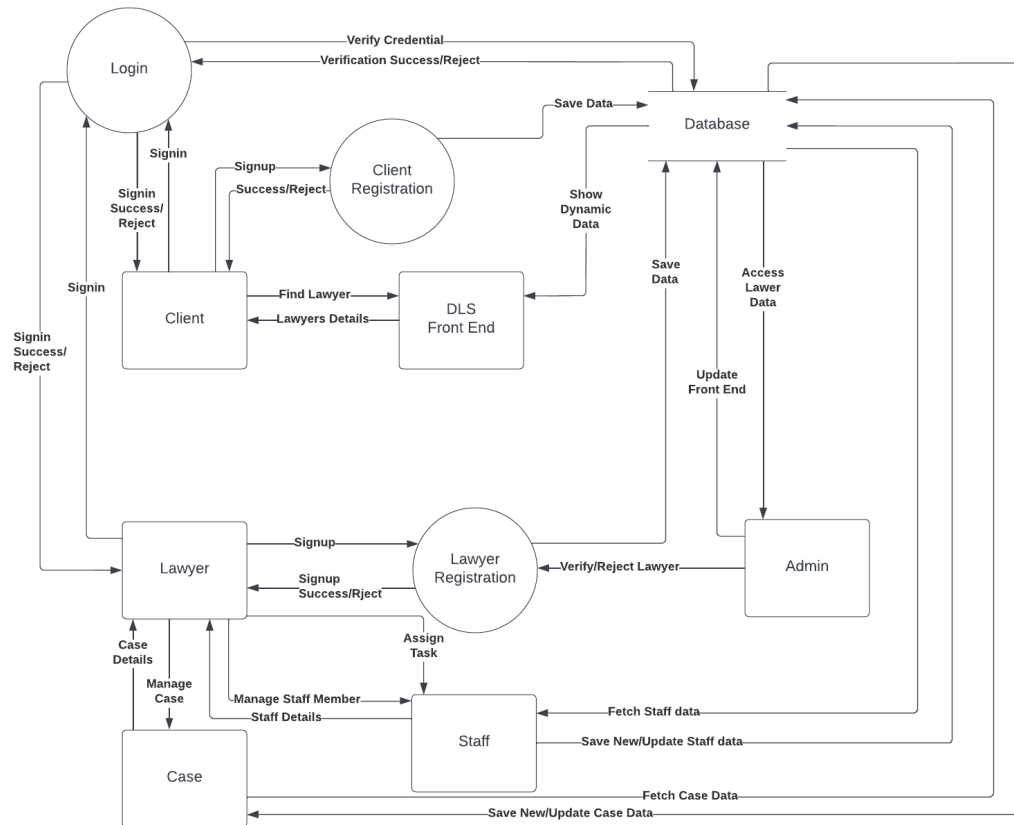 Verify Credential
Verification Success/Reject
Login
Save Data
Database
Signin
Signup
Client
Registration
Success/Reject
Signin
Success/
Reject
Show
Dynamic
Data
Save
Data
Access
Lawer
Data
Signin
Find Lawyer
DLS
Front End
Client
Lawyers Details
Signin
Success/
Reject
Update
Front End
Signup
Lawyer
Registration
Lawyer
Verify/Reject Lawyer
Admin
Signup
Success/Rject
Case
Details
Assign
Task
Manage
Case
Manage Staff Member
Staff Details
Fetch Staff data
Staff
Save New/Update Staff data
Case
Fetch Case Data
Save New/Update Case Data